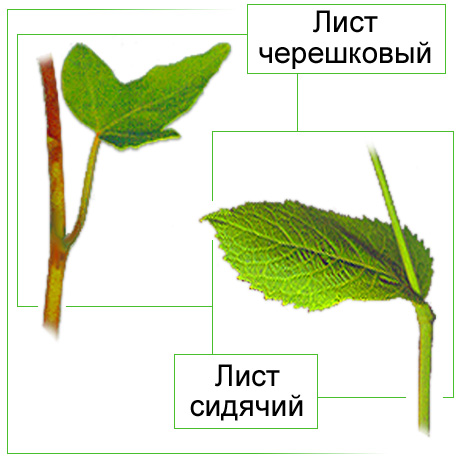 Лист
черешковый
Лист
сидячий